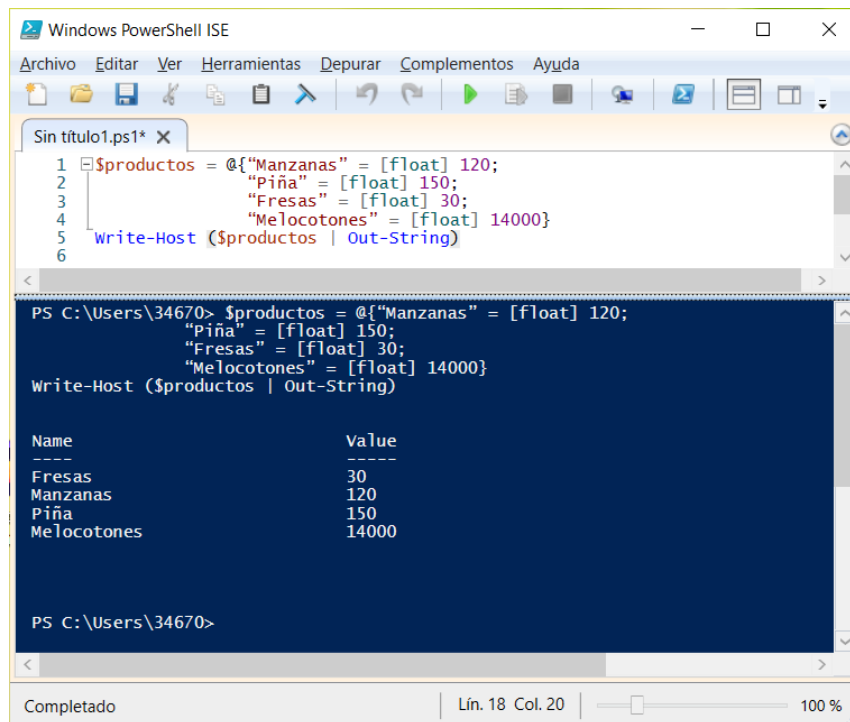 Windows PowerShell ISE
Archivo Editar Ver Herramientas Depurar Complementos Ayuda
Sin título1.ps1* X
1 $productos = @{“Manzanas” = [float] 120;
2 “Piña” = [float] 150;
3 “Fresas” = [float] 30;
4 “Melocotones” = [float] 14000}
5 Write-Host ($productos | Out-String)
6
PS C:\Users\34670> $productos = @{“Manzanas” = [float] 120;
“Piña” = [float] 150;
“Fresas” = [float] 30;
“Melocotones” = [float] 14000}
Write-Host ($productos | Out-String)
Name Value
---- -----
Fresas 30
Manzanas 120
Piña 150
Melocotones 14000
PS C:\Users\34670>
Completado Lín. 18 Col. 20 100 %